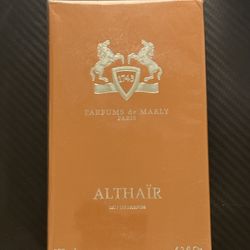 1743
PARFUMS de MARLY
PARIS
ALTHAÏR
EAU DE PARFUM